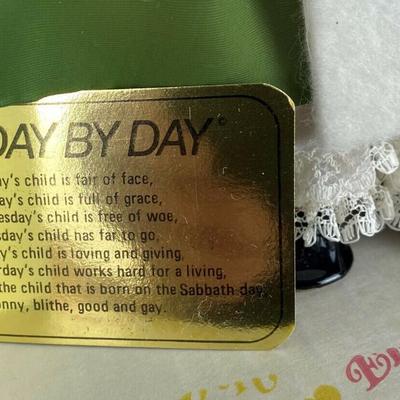 DAY BY DAY©
ay's child is fair of face,
ay's child is full of grace,
esday's child is free of woe,
sday's child has far to go,
y's child is loving and giving,
rday's child works hard for a living,
the child that is born on the Sabbath day,
onny, blithe, good and gay.